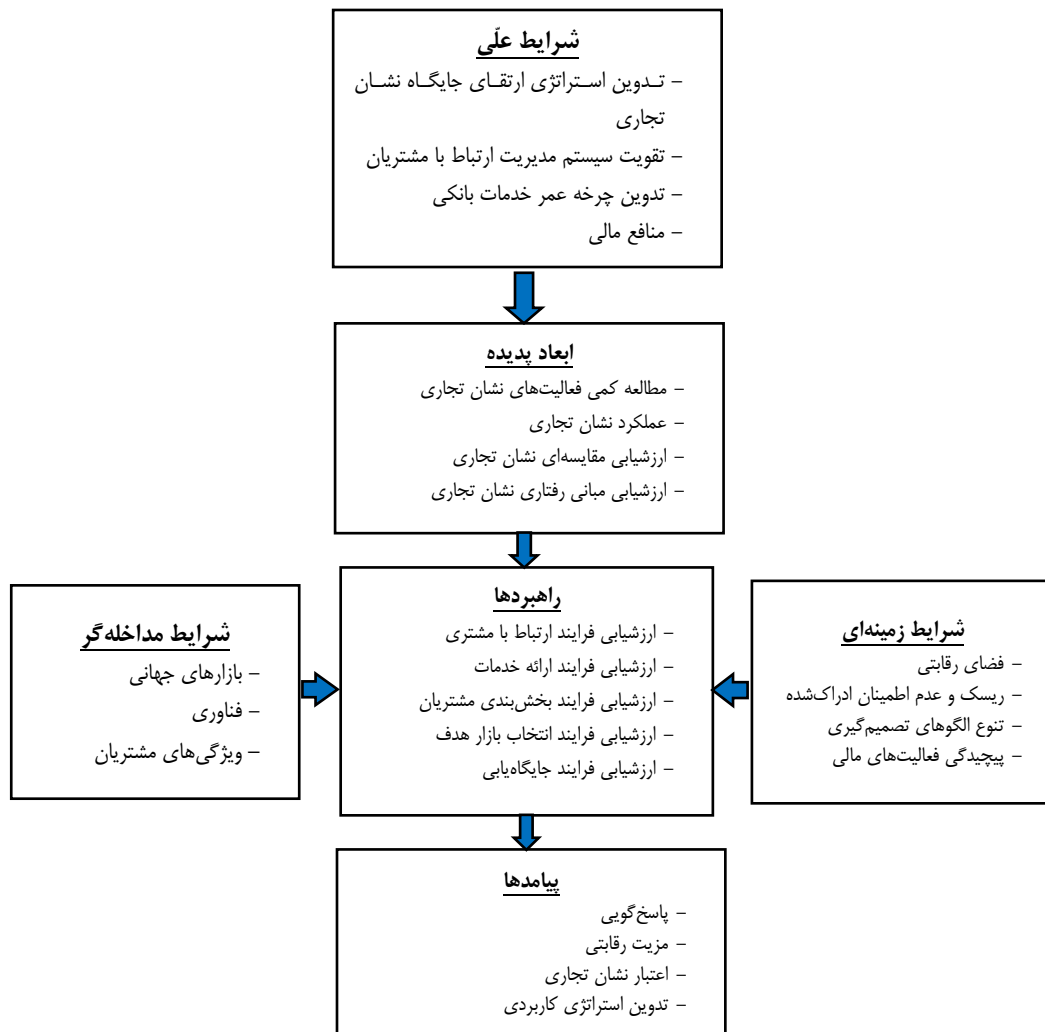 شرایط علّی
– تـدوین اسـتراتژی ارتقـای جایگـاه نشـان
تجاری
– تقویت سیستم مدیریت ارتباط با مشتریان
– تدوین چرخه عمر خدمات بانکی
– منافع مالی
ابعاد پدیده
– مطالعه کمی فعالیت‌های نشان تجاری
– عملکرد نشان تجاری
– ارزشیابی مقایسه‌ای نشان تجاری
– ارزشیابی مبانی رفتاری نشان تجاری
شرایط زمینه‌ای
– فضای رقابتی
– ریسک و عدم اطمینان ادراک‌شده
– تنوع الگوهای تصمیم‌گیری
– پیچیدگی فعالیت‌های مالی
راهبردها
– ارزشیابی فرایند ارتباط با مشتری
– ارزشیابی فرایند ارائه خدمات
– ارزشیابی فرایند بخش‌بندی مشتریان
– ارزشیابی فرایند انتخاب بازار هدف
– ارزشیابی فرایند جایگاه‌یابی
شرایط مداخله‌گر
– بازارهای جهانی
– فناوری
– ویژگی‌های مشتریان
پیامدها
– پاسخ‌گویی
– مزیت رقابتی
– اعتبار نشان تجاری
– تدوین استراتژی کاربردی